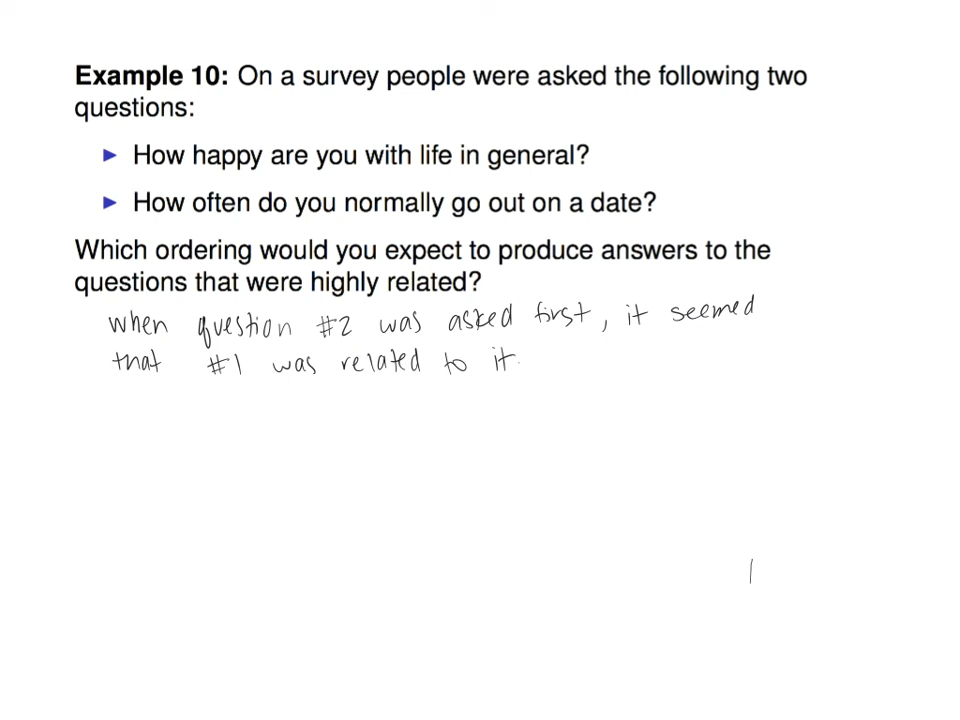 Example 10: On a survey people were asked the following two
questions:
How happy are you with life in general?
How often do you normally go out on a date?
Which ordering would you expect to produce answers to the
questions that were highly related?
when question #2 was asked first, it seemed
that #1 was related to it.